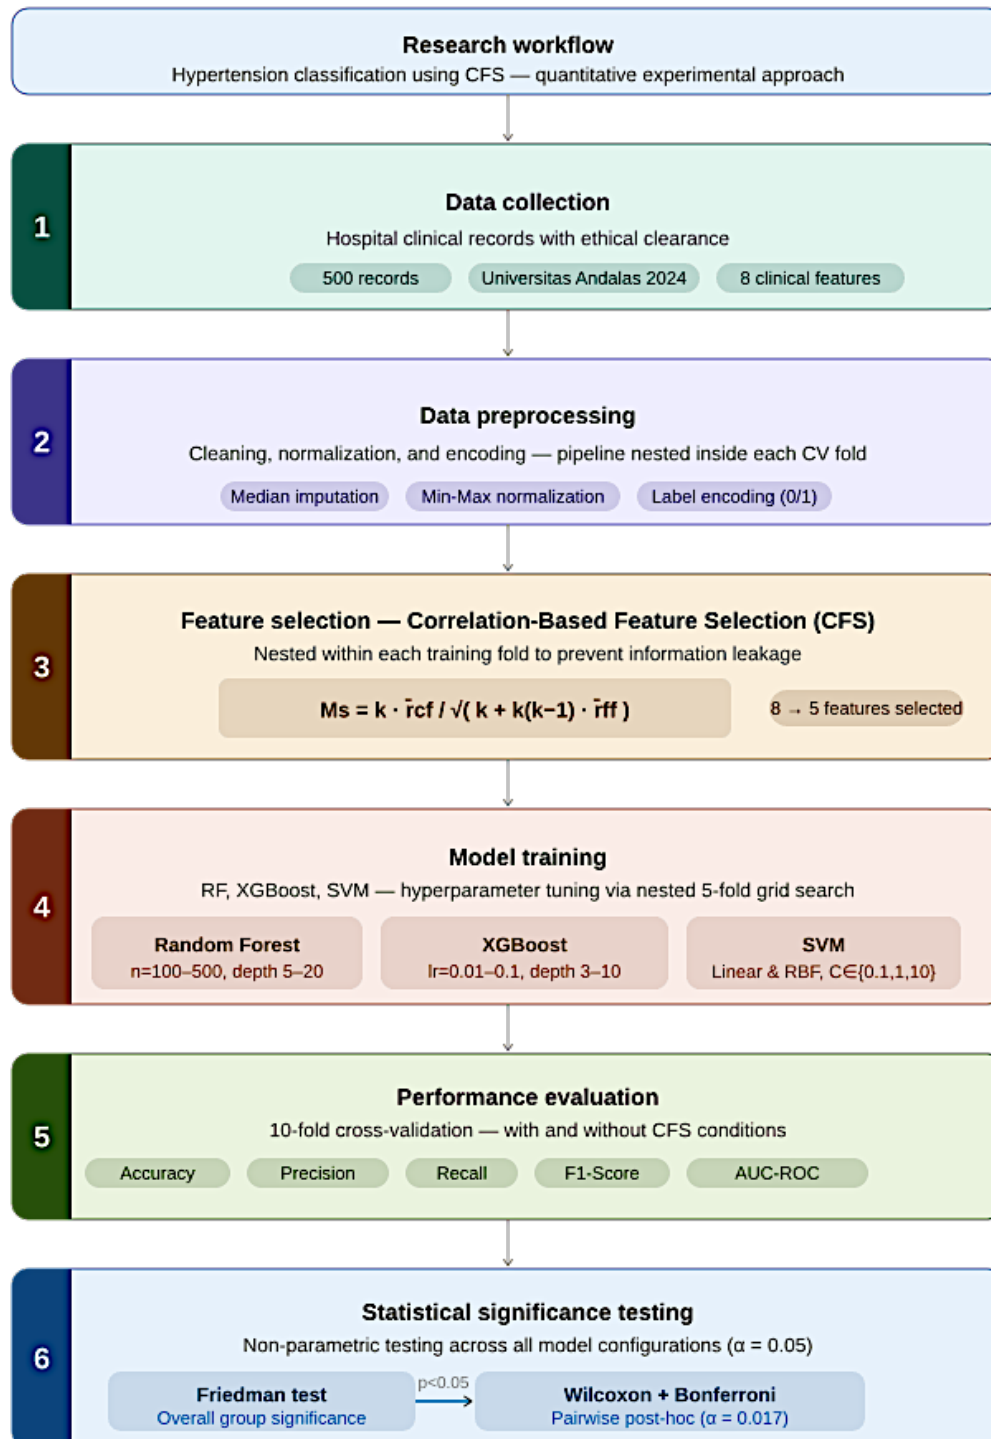 Research workflow
Hypertension classification using CFS — quantitative experimental approach
1
Data collection
Hospital clinical records with ethical clearance
500 records
Universitas Andalas 2024
8 clinical features
2
Data preprocessing
Cleaning, normalization, and encoding — pipeline nested inside each CV fold
Median imputation
Min-Max normalization
Label encoding (0/1)
3
Feature selection — Correlation-Based Feature Selection (CFS)
Nested within each training fold to prevent information leakage
Ms = k · r̄cf / √( k + k(k−1) · r̄ff )
8 → 5 features selected
4
Model training
RF, XGBoost, SVM — hyperparameter tuning via nested 5-fold grid search
Random Forest
n=100–500, depth 5–20
XGBoost
lr=0.01–0.1, depth 3–10
SVM
Linear & RBF, C∈{0.1,1,10}
5
Performance evaluation
10-fold cross-validation — with and without CFS conditions
Accuracy
Precision
Recall
F1-Score
AUC-ROC
6
Statistical significance testing
Non-parametric testing across all model configurations (α = 0.05)
Friedman test
Overall group significance
p<0.05
Wilcoxon + Bonferroni
Pairwise post-hoc (α = 0.017)